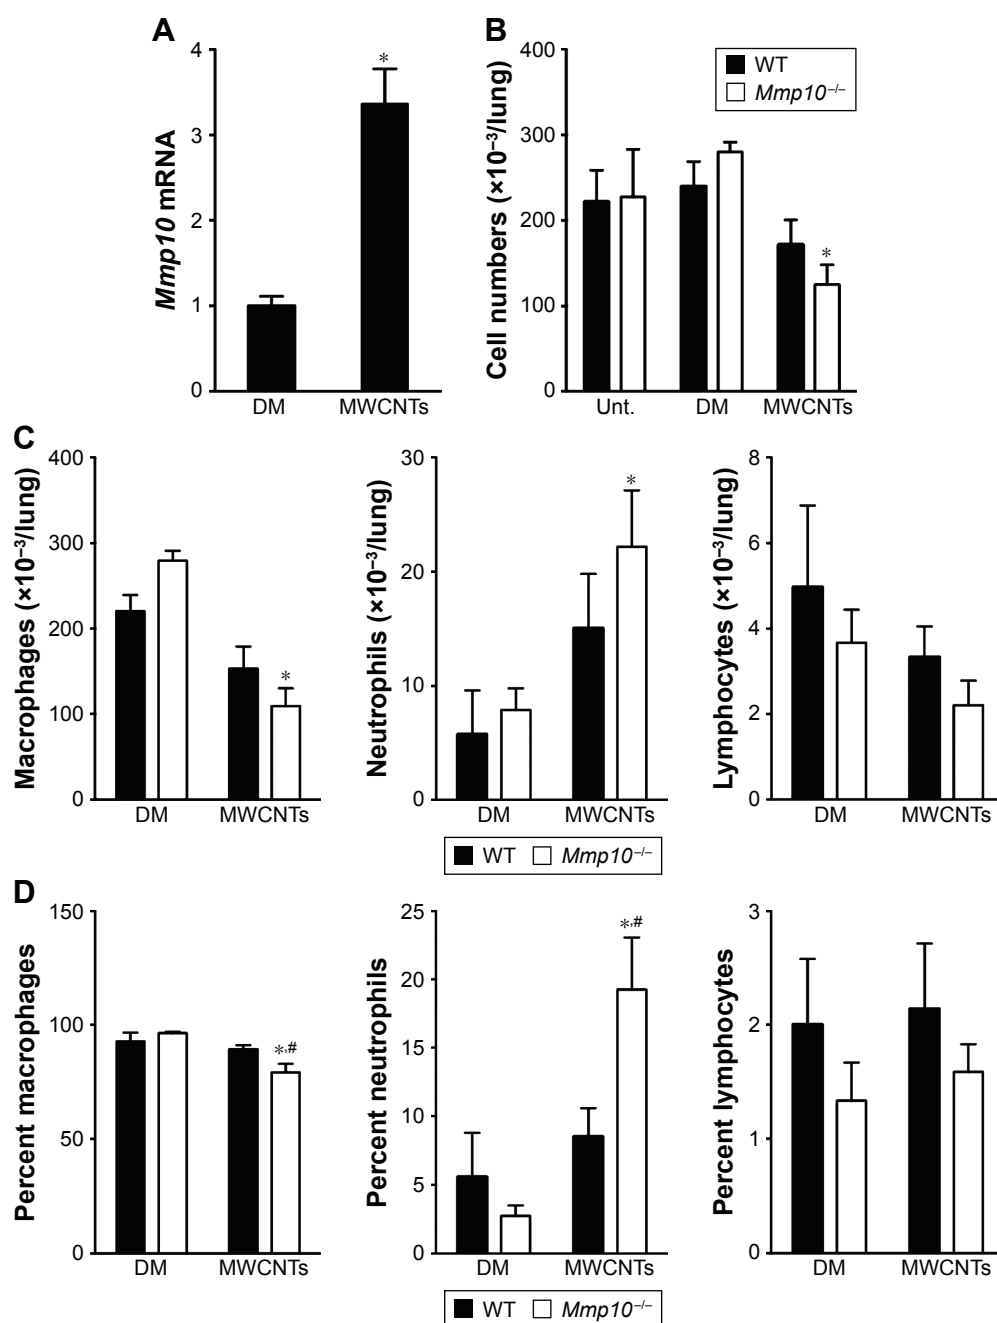 A
Mmp10 mRNA
4
3
2
1
0
*
DM
MWCNTs
B
Cell numbers (×10⁻³/lung)
400
300
200
100
0
WT
Mmp10⁻/⁻
*
Unt.
DM
MWCNTs
C
Macrophages (×10⁻³/lung)
400
300
200
100
0
*
DM
MWCNTs
Neutrophils (×10⁻³/lung)
30
20
10
0
*
DM
MWCNTs
Lymphocytes (×10⁻³/lung)
8
6
4
2
0
DM
MWCNTs
WT Mmp10⁻/⁻
D
Percent macrophages
150
100
50
0
*,#
DM
MWCNTs
Percent neutrophils
25
20
15
10
5
0
*,#
DM
MWCNTs
Percent lymphocytes
3
2
1
0
DM
MWCNTs
WT Mmp10⁻/⁻